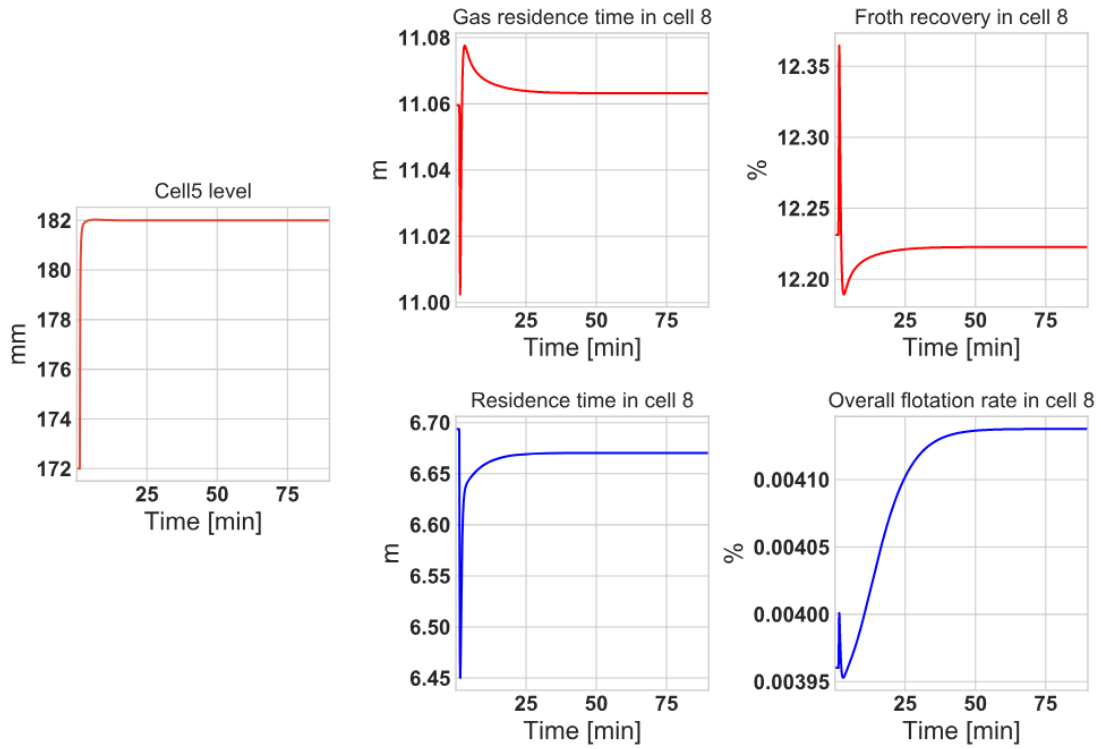 Gas residence time in cell 8
11.08
11.06
11.04
11.02
11.00
m
25 50 75
Time [min]
Froth recovery in cell 8
12.35
12.30
12.25
12.20
%
25 50 75
Time [min]
Cell5 level
182
180
178
176
174
172
mm
25 50 75
Time [min]
Residence time in cell 8
6.70
6.65
6.60
6.55
6.50
6.45
m
25 50 75
Time [min]
Overall flotation rate in cell 8
0.00410
0.00405
0.00400
0.00395
%
25 50 75
Time [min]